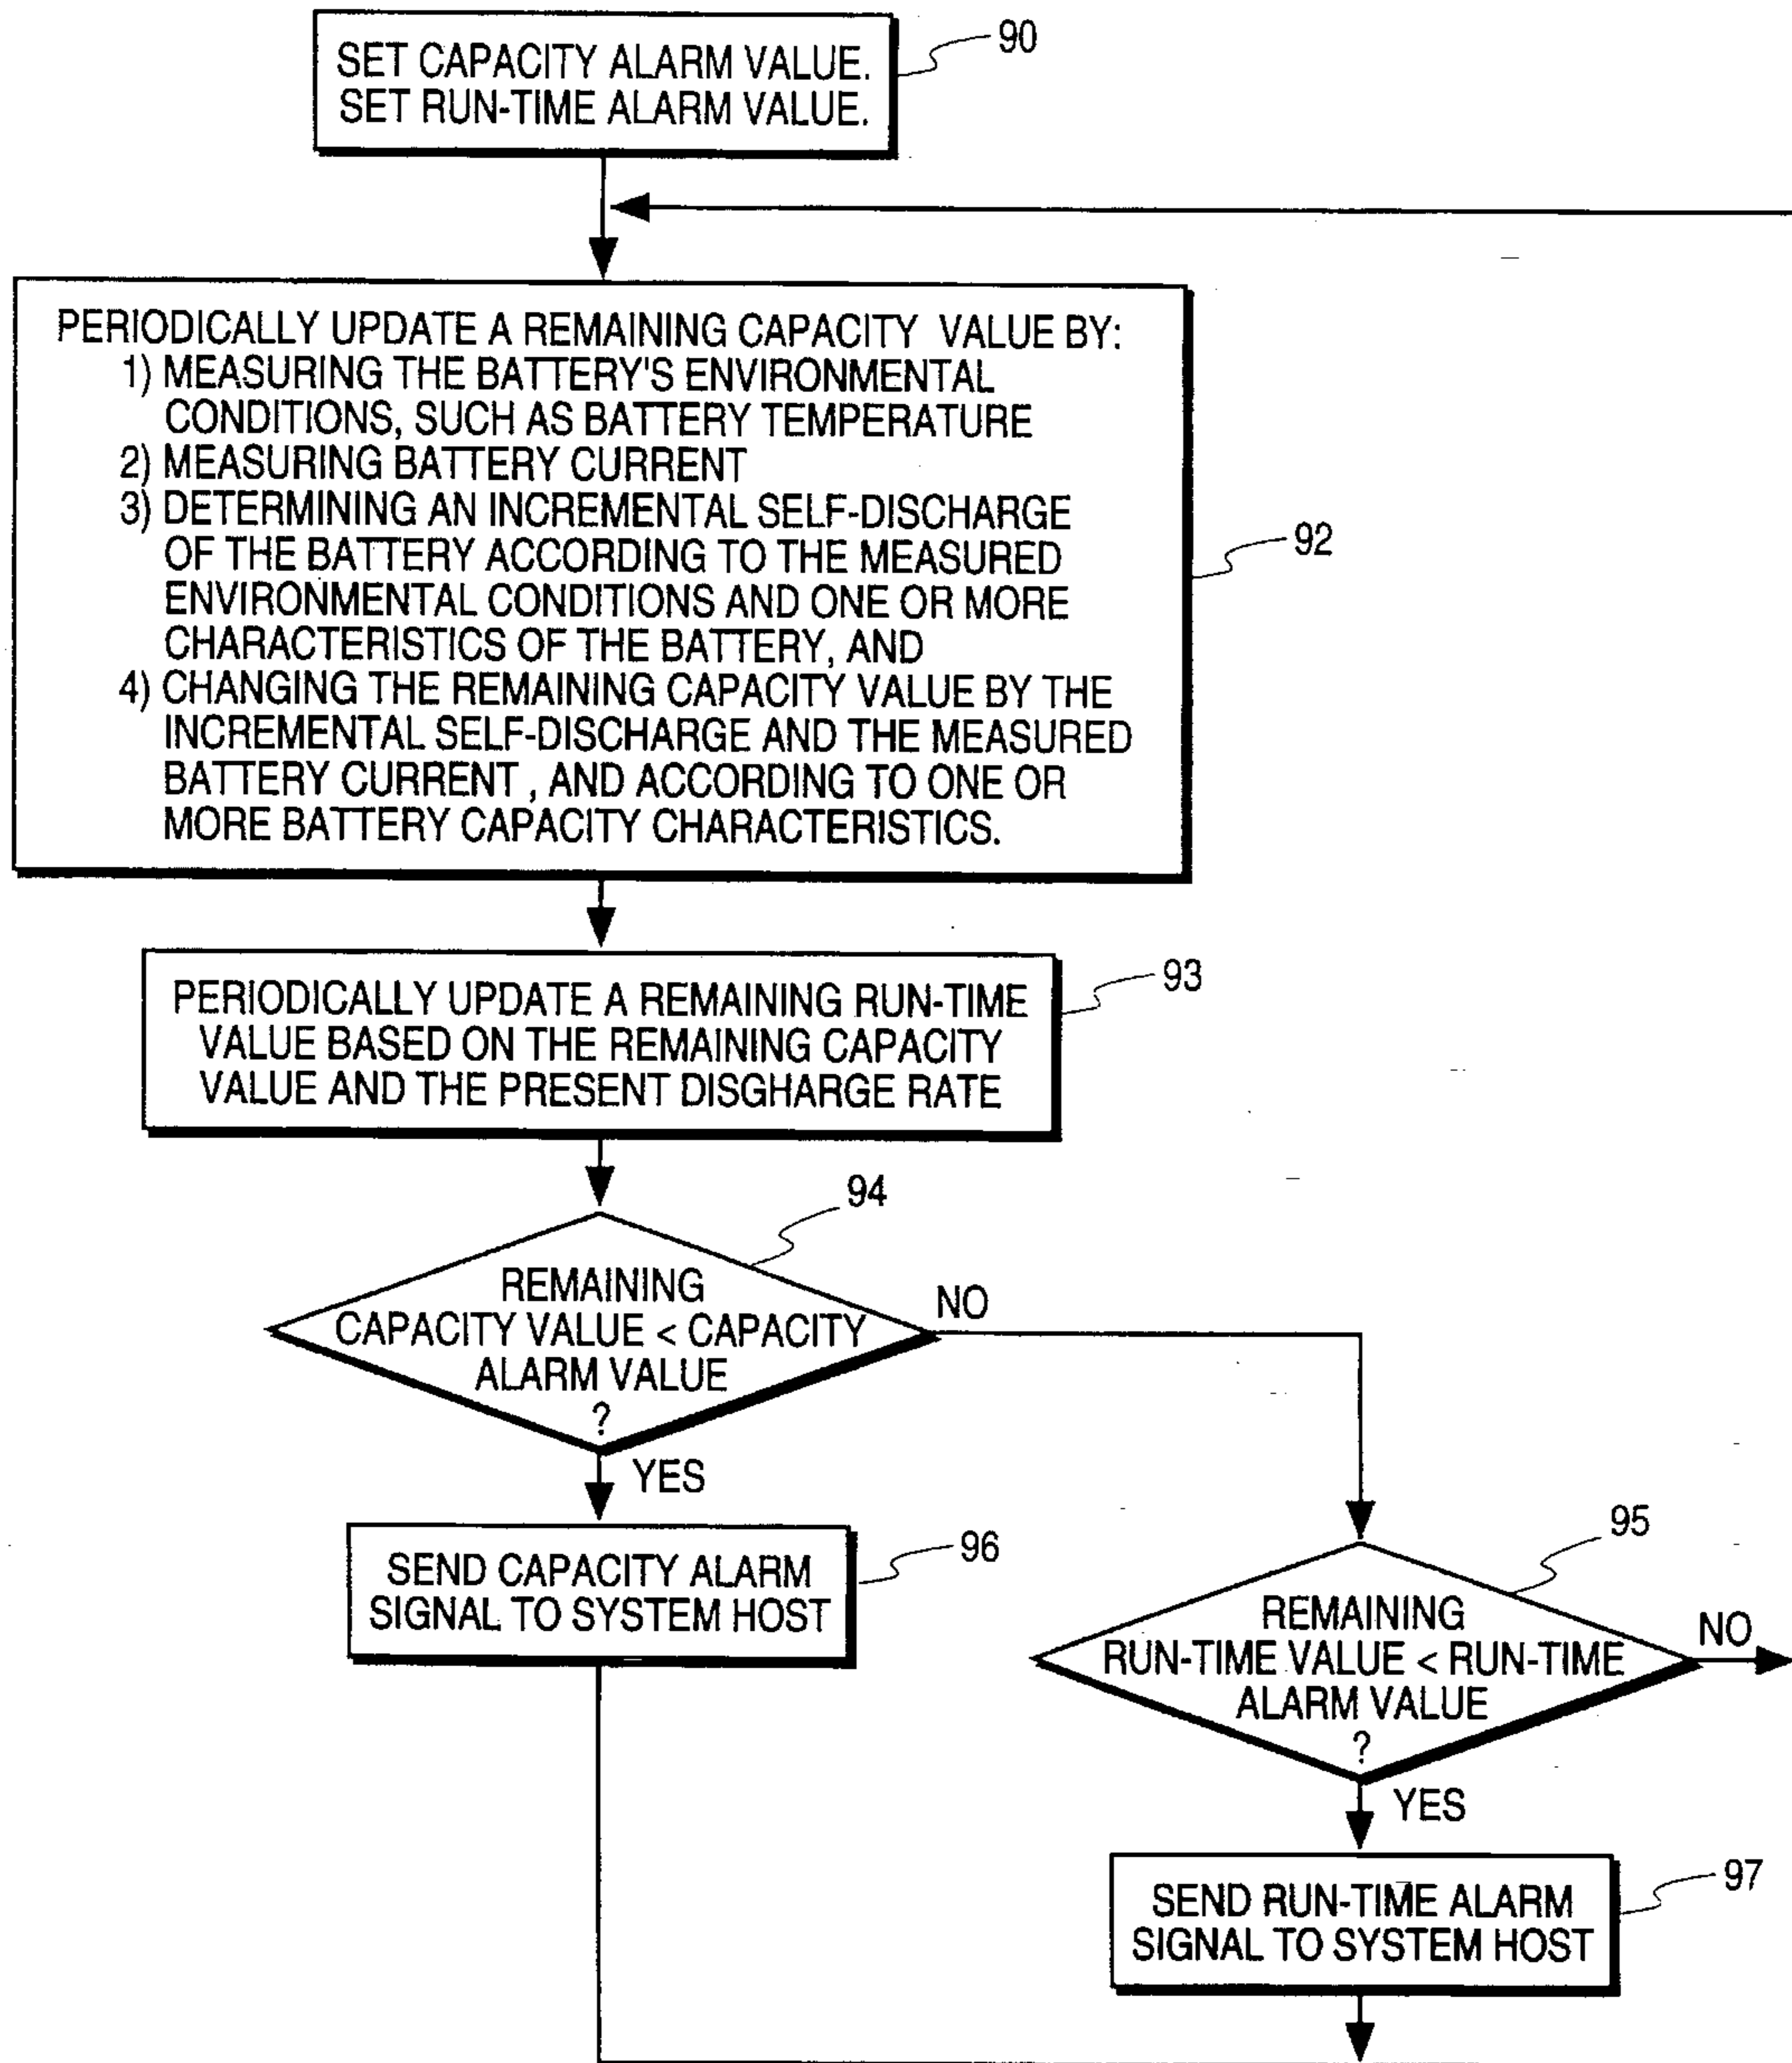 SET CAPACITY ALARM VALUE.
SET RUN-TIME ALARM VALUE.
90
PERIODICALLY UPDATE A REMAINING CAPACITY VALUE BY:
1) MEASURING THE BATTERY'S ENVIRONMENTAL
CONDITIONS, SUCH AS BATTERY TEMPERATURE
2) MEASURING BATTERY CURRENT
3) DETERMINING AN INCREMENTAL SELF-DISCHARGE
OF THE BATTERY ACCORDING TO THE MEASURED
ENVIRONMENTAL CONDITIONS AND ONE OR MORE
CHARACTERISTICS OF THE BATTERY, AND
4) CHANGING THE REMAINING CAPACITY VALUE BY THE
INCREMENTAL SELF-DISCHARGE AND THE MEASURED
BATTERY CURRENT , AND ACCORDING TO ONE OR
MORE BATTERY CAPACITY CHARACTERISTICS.
92
PERIODICALLY UPDATE A REMAINING RUN-TIME
VALUE BASED ON THE REMAINING CAPACITY
VALUE AND THE PRESENT DISGHARGE RATE
93
94
REMAINING
CAPACITY VALUE < CAPACITY
ALARM VALUE
?
NO
YES
SEND CAPACITY ALARM
SIGNAL TO SYSTEM HOST
96
95
REMAINING
RUN-TIME VALUE < RUN-TIME
ALARM VALUE
?
NO
YES
SEND RUN-TIME ALARM
SIGNAL TO SYSTEM HOST
97